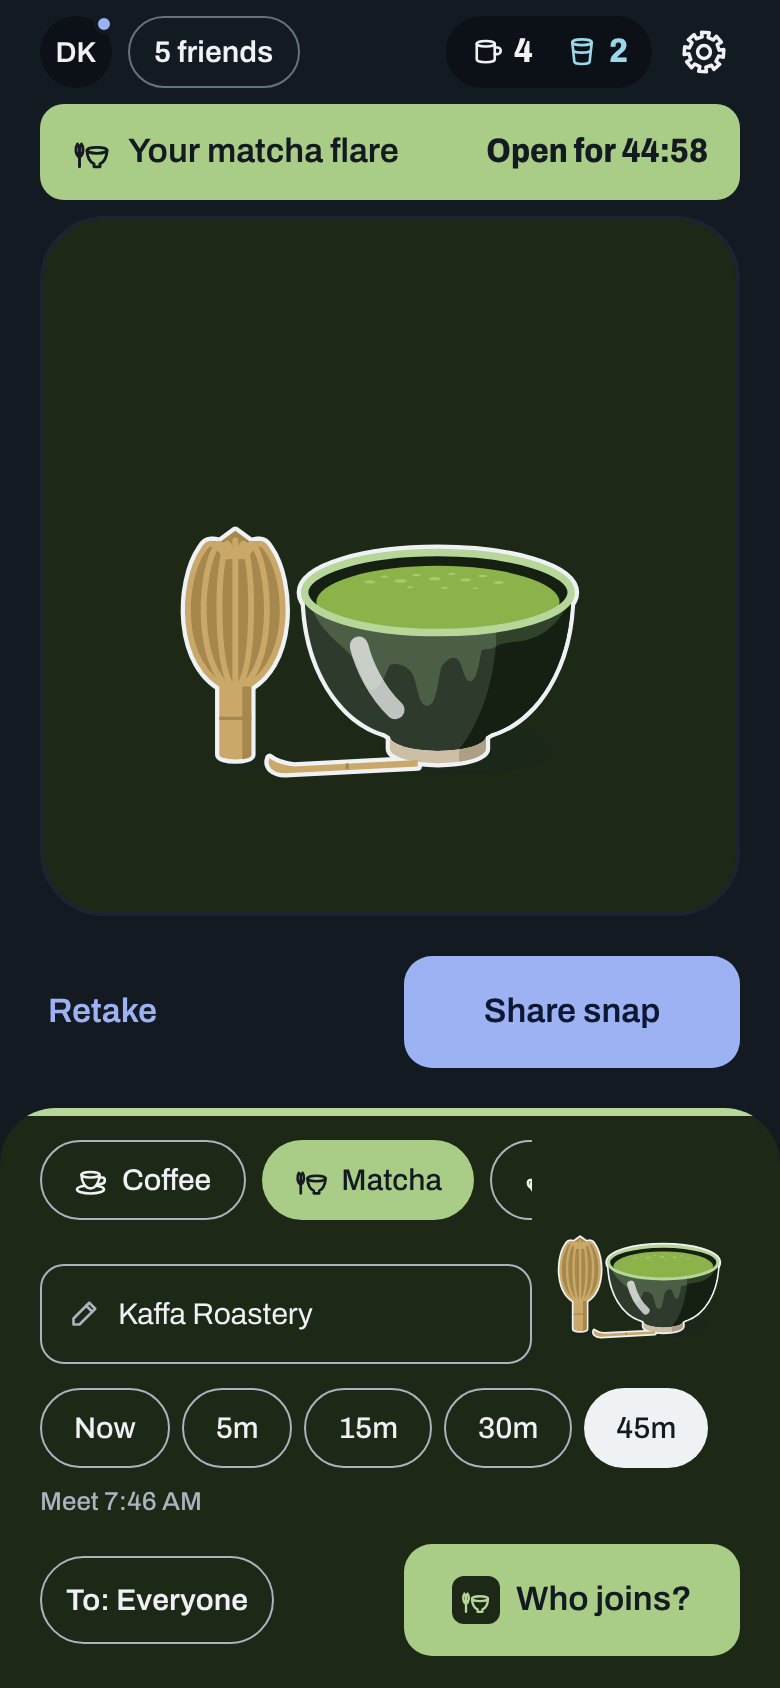 DK
5 friends
4
2
Your matcha flare
Open for 44:58
Retake
Share snap
Coffee
Matcha
Kaffa Roastery
Now
5m
15m
30m
45m
Meet 7:46 AM
To: Everyone
Who joins?